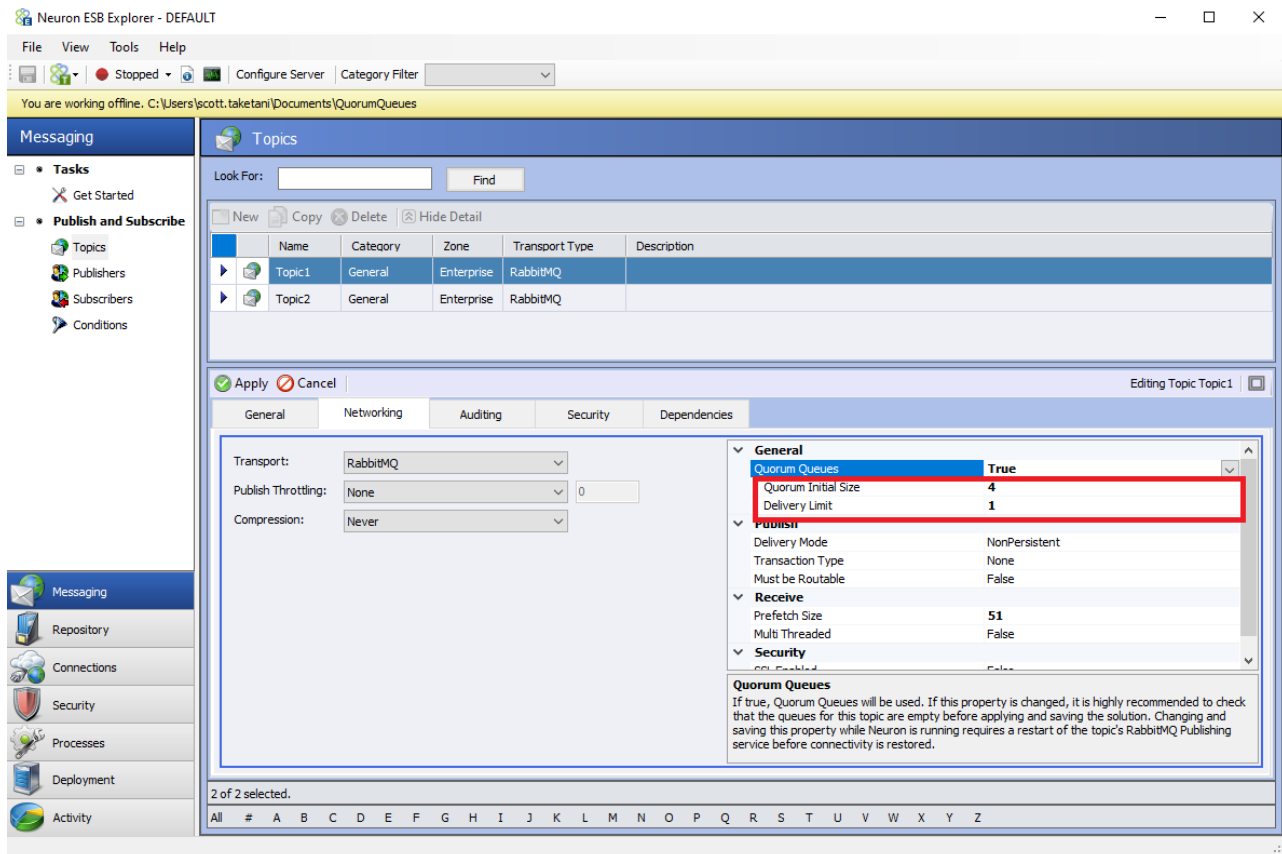 Neuron ESB Explorer - DEFAULT
File View Tools Help
Stopped Configure Server Category Filter
You are working offline. C:\Users\scott.taketani\Documents\QuorumQueues
Messaging
Tasks
Get Started
Publish and Subscribe
Topics
Publishers
Subscribers
Conditions
Messaging
Repository
Connections
Security
Processes
Deployment
Activity
Topics
Look For: Find
New Copy Delete Hide Detail
Name Category Zone Transport Type Description
Topic1 General Enterprise RabbitMQ
Topic2 General Enterprise RabbitMQ
Apply Cancel Editing Topic Topic1
General Networking Auditing Security Dependencies
Transport: RabbitMQ
Publish Throttling: None 0
Compression: Never
General
Quorum Queues True
Quorum Initial Size 4
Delivery Limit 1
Publish
Delivery Mode NonPersistent
Transaction Type None
Must be Routable False
Receive
Prefetch Size 51
Multi Threaded False
Security
SSL Enabled False
Quorum Queues
If true, Quorum Queues will be used. If this property is changed, it is highly recommended to check
that the queues for this topic are empty before applying and saving the solution. Changing and
saving this property while Neuron is running requires a restart of the topic's RabbitMQ Publishing
service before connectivity is restored.
2 of 2 selected.
All # A B C D E F G H I J K L M N O P Q R S T U V W X Y Z